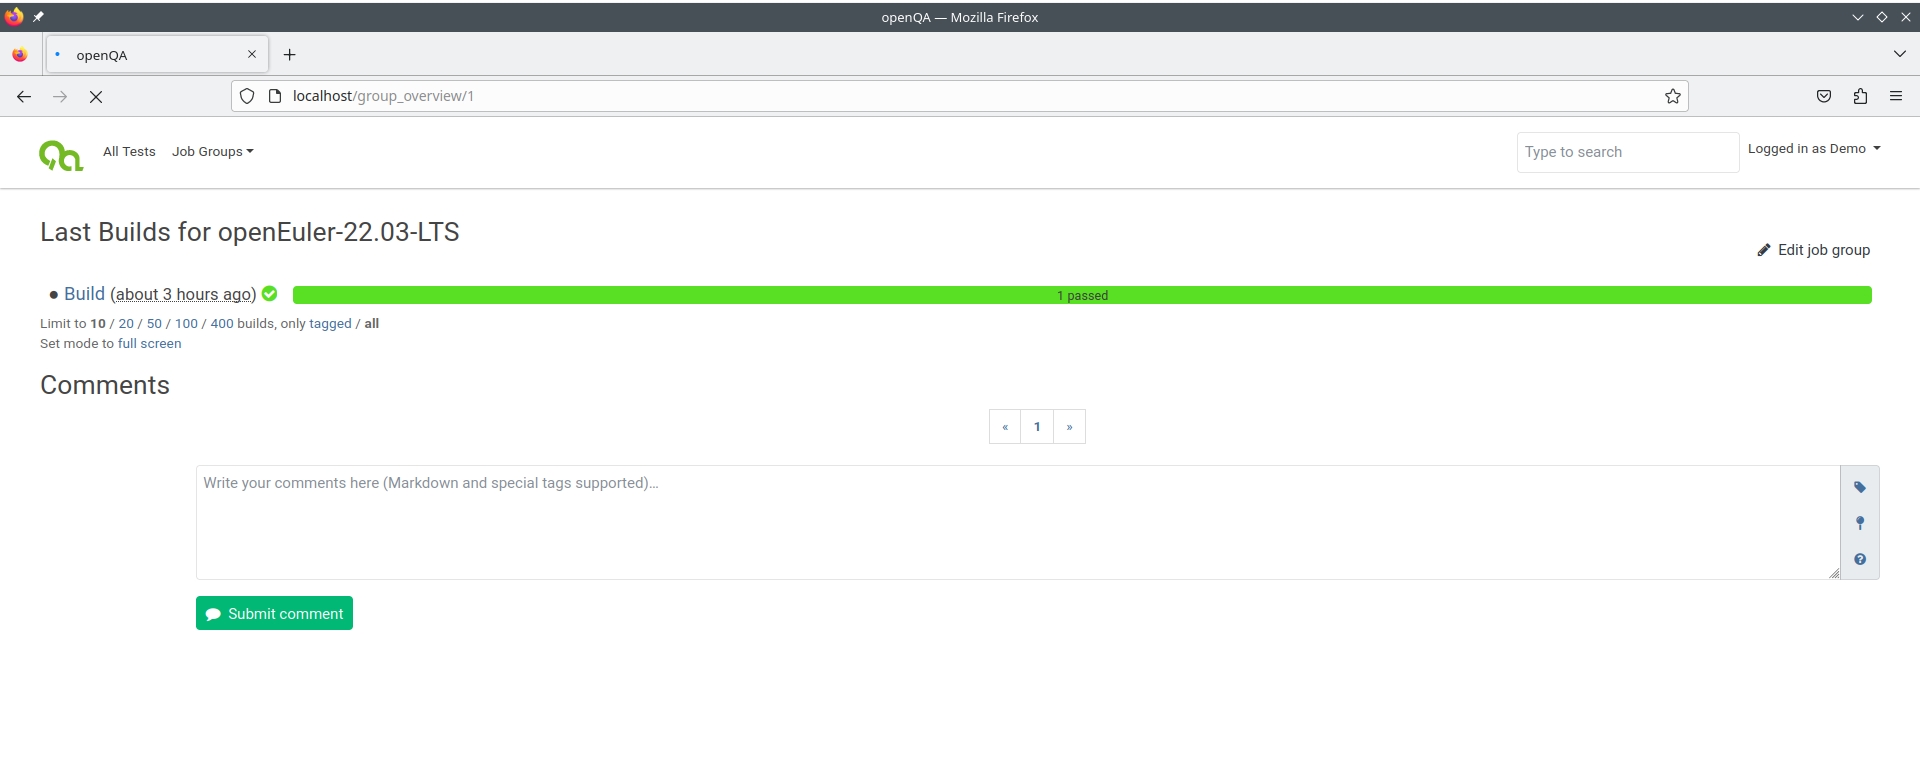 openQA — Mozilla Firefox
openQA
localhost/group_overview/1
All Tests Job Groups
Type to search
Logged in as Demo
Last Builds for openEuler-22.03-LTS
Edit job group
Build (about 3 hours ago)
1 passed
Limit to 10 / 20 / 50 / 100 / 400 builds, only tagged / all
Set mode to full screen
Comments
« 1 »
Write your comments here (Markdown and special tags supported)...
Submit comment